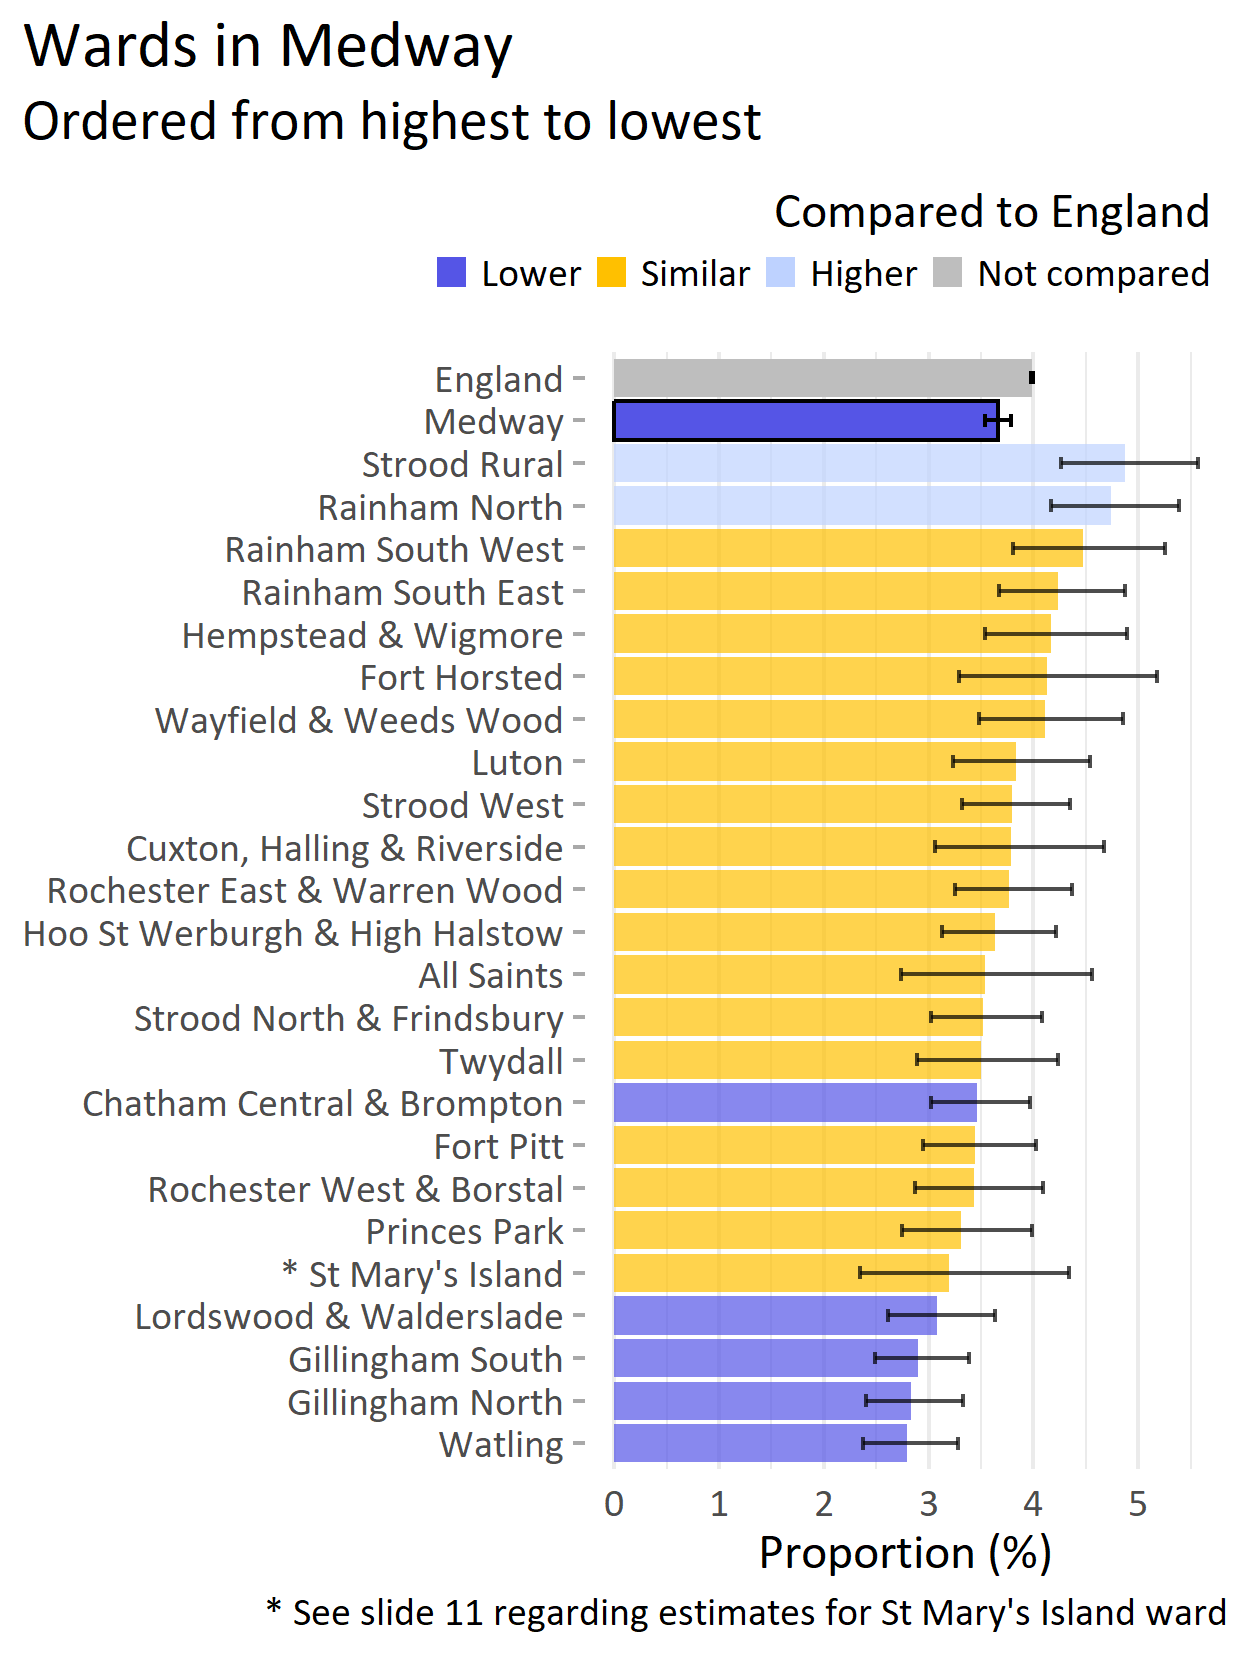 Wards in Medway
Ordered from highest to lowest
Compared to England
Lower Similar Higher Not compared
England
Medway
Strood Rural
Rainham North
Rainham South West
Rainham South East
Hempstead & Wigmore
Fort Horsted
Wayfield & Weeds Wood
Luton
Strood West
Cuxton, Halling & Riverside
Rochester East & Warren Wood
Hoo St Werburgh & High Halstow
All Saints
Strood North & Frindsbury
Twydall
Chatham Central & Brompton
Fort Pitt
Rochester West & Borstal
Princes Park
* St Mary's Island
Lordswood & Walderslade
Gillingham South
Gillingham North
Watling
0 1 2 3 4 5
Proportion (%)
* See slide 11 regarding estimates for St Mary's Island ward